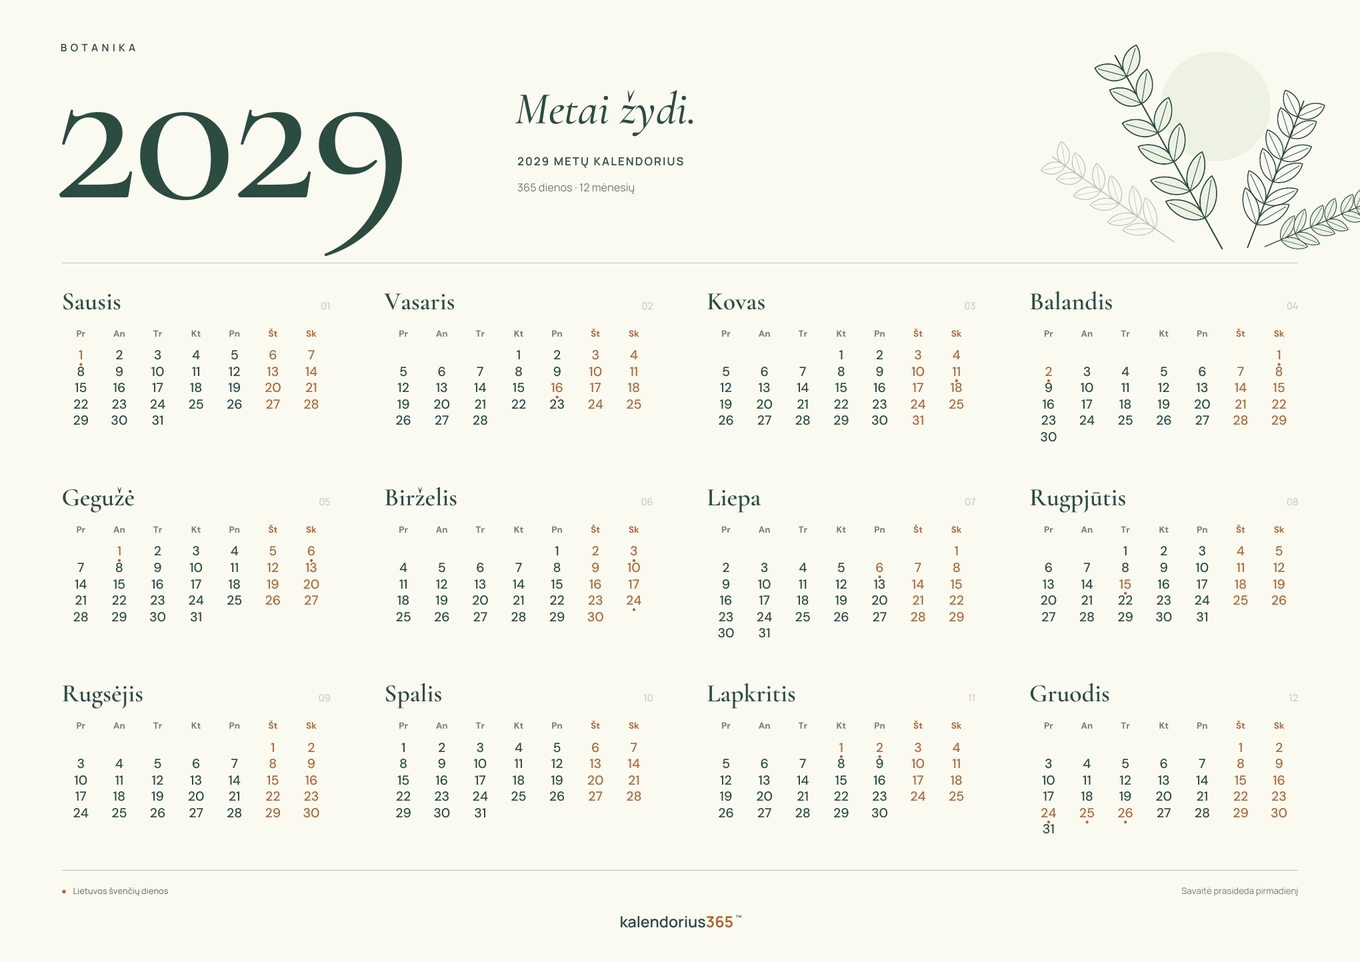 BOTANIKA
2029
Metai žydi.
2029 METŲ KALENDORIUS
365 dienos · 12 mėnesių
Sausis 01
Pr An Tr Kt Pn Št Sk
1 2 3 4 5 6 7
8 9 10 11 12 13 14
15 16 17 18 19 20 21
22 23 24 25 26 27 28
29 30 31
Vasaris 02
Pr An Tr Kt Pn Št Sk
1 2 3 4
5 6 7 8 9 10 11
12 13 14 15 16 17 18
19 20 21 22 23 24 25
26 27 28
Kovas 03
Pr An Tr Kt Pn Št Sk
1 2 3 4
5 6 7 8 9 10 11
12 13 14 15 16 17 18
19 20 21 22 23 24 25
26 27 28 29 30 31
Balandis 04
Pr An Tr Kt Pn Št Sk
1
2 3 4 5 6 7 8
9 10 11 12 13 14 15
16 17 18 19 20 21 22
23 24 25 26 27 28 29
30
Gegužė 05
Pr An Tr Kt Pn Št Sk
1 2 3 4 5 6
7 8 9 10 11 12 13
14 15 16 17 18 19 20
21 22 23 24 25 26 27
28 29 30 31
Birželis 06
Pr An Tr Kt Pn Št Sk
1 2 3
4 5 6 7 8 9 10
11 12 13 14 15 16 17
18 19 20 21 22 23 24
25 26 27 28 29 30
Liepa 07
Pr An Tr Kt Pn Št Sk
1
2 3 4 5 6 7 8
9 10 11 12 13 14 15
16 17 18 19 20 21 22
23 24 25 26 27 28 29
30 31
Rugpjūtis 08
Pr An Tr Kt Pn Št Sk
1 2 3 4 5
6 7 8 9 10 11 12
13 14 15 16 17 18 19
20 21 22 23 24 25 26
27 28 29 30 31
Rugsėjis 09
Pr An Tr Kt Pn Št Sk
1 2
3 4 5 6 7 8 9
10 11 12 13 14 15 16
17 18 19 20 21 22 23
24 25 26 27 28 29 30
Spalis 10
Pr An Tr Kt Pn Št Sk
1 2 3 4 5 6 7
8 9 10 11 12 13 14
15 16 17 18 19 20 21
22 23 24 25 26 27 28
29 30 31
Lapkritis 11
Pr An Tr Kt Pn Št Sk
1 2 3 4
5 6 7 8 9 10 11
12 13 14 15 16 17 18
19 20 21 22 23 24 25
26 27 28 29 30
Gruodis 12
Pr An Tr Kt Pn Št Sk
1 2
3 4 5 6 7 8 9
10 11 12 13 14 15 16
17 18 19 20 21 22 23
24 25 26 27 28 29 30
31
Lietuvos švenčių dienos
Savaitė prasideda pirmadienį
kalendorius365™